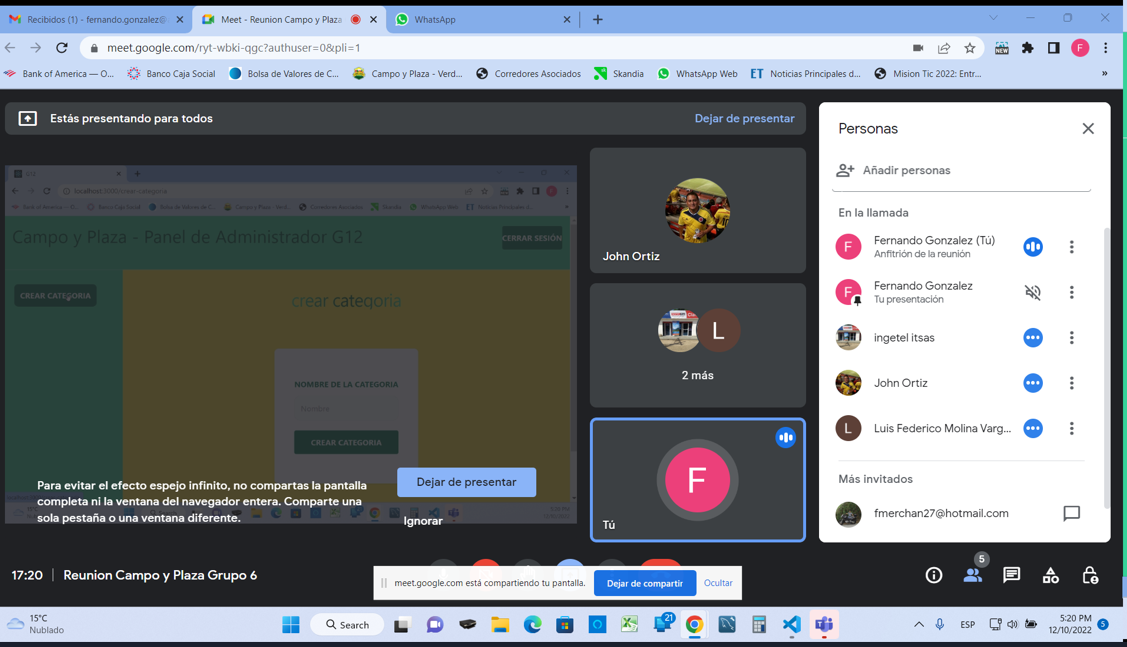 Recibidos (1) - fernando.gonzalez@
Meet - Reunion Campo y Plaza
WhatsApp
meet.google.com/ryt-wbki-qgc?authuser=0&pli=1
NEW
F
Bank of America — O...
Banco Caja Social
Bolsa de Valores de C...
Campo y Plaza - Verd...
Corredores Asociados
Skandia
WhatsApp Web
ET Noticias Principales d...
Mision Tic 2022: Entr...
»
Estás presentando para todos
Dejar de presentar
localhost:3000/crear-categoria
Campo y Plaza - Panel de Administrador G12
CERRAR SESIÓN
CREAR CATEGORIA
crear categoria
NOMBRE DE LA CATEGORIA
Nombre
CREAR CATEGORIA
Para evitar el efecto espejo infinito, no compartas la pantalla
completa ni la ventana del navegador entera. Comparte una
sola pestaña o una ventana diferente.
Dejar de presentar
Ignorar
John Ortiz
L
2 más
F
Tú
Personas
Añadir personas
En la llamada
F
Fernando Gonzalez (Tú)
Anfitrión de la reunión
F
Fernando Gonzalez
Tu presentación
ingetel itsas
John Ortiz
L
Luis Federico Molina Varg...
Más invitados
fmerchan27@hotmail.com
17:20 | Reunion Campo y Plaza Grupo 6
meet.google.com está compartiendo tu pantalla.
Dejar de compartir
Ocultar
5
15°C
Nublado
Search
21
ESP
5:20 PM
12/10/2022
5